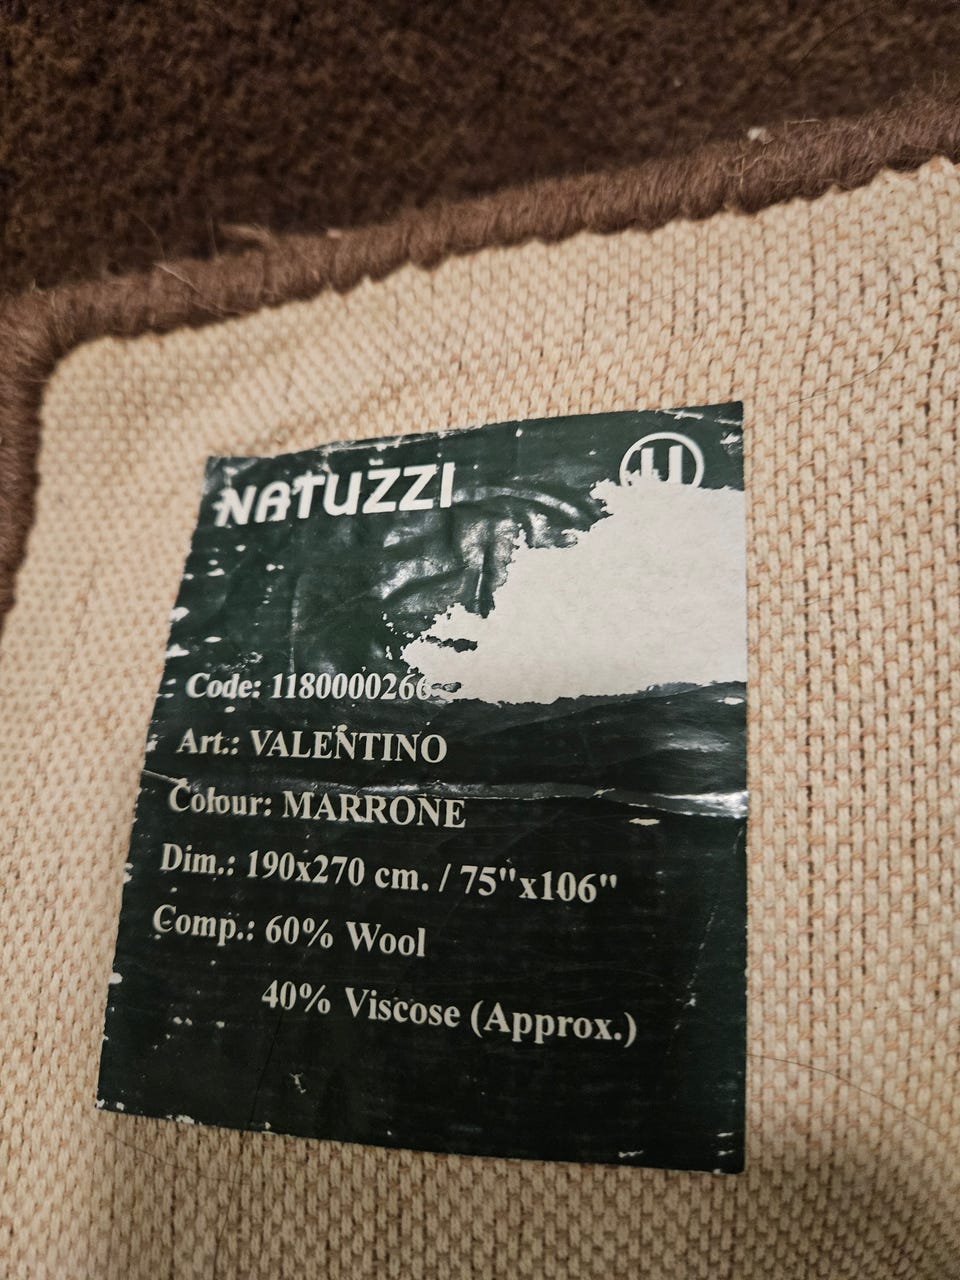 NATUZZI
Code: 1180000266
Art.: VALENTINO
Colour: MARRONE
Dim.: 190x270 cm. / 75"x106"
Comp.: 60% Wool
40% Viscose (Approx.)